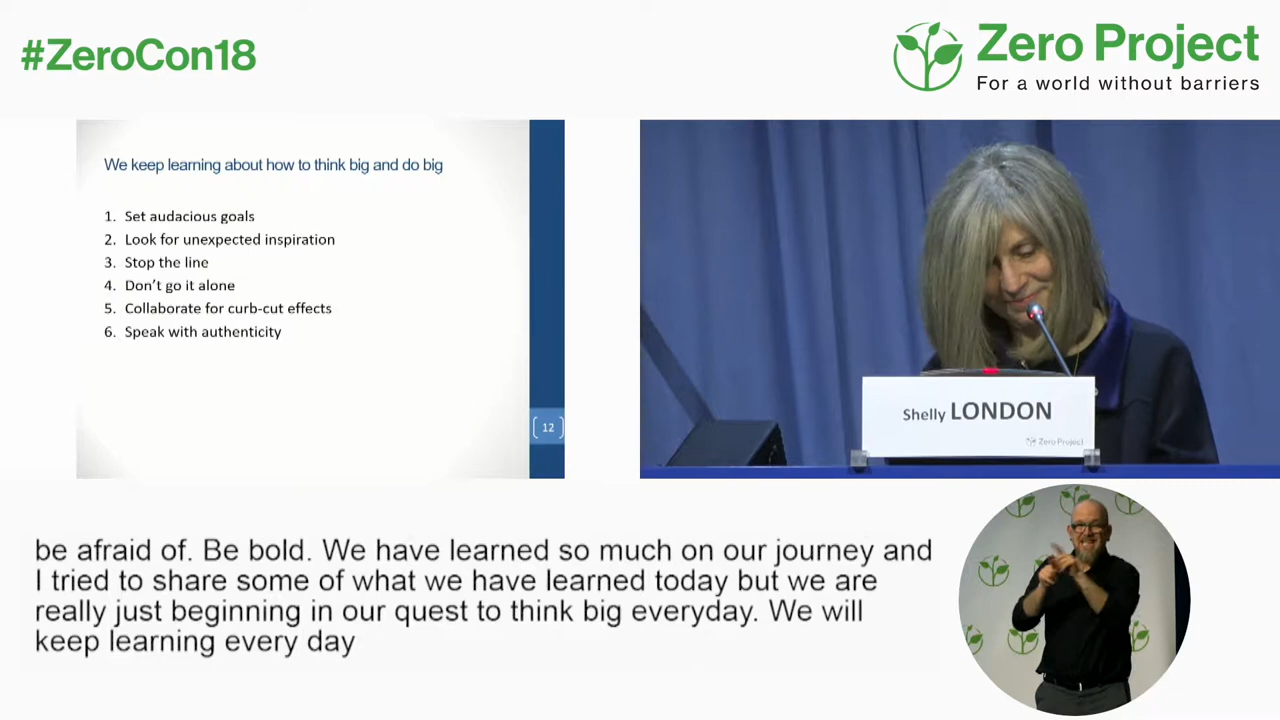 #ZeroCon18
Zero Project
For a world without barriers
We keep learning about how to think big and do big
1. Set audacious goals
2. Look for unexpected inspiration
3. Stop the line
4. Don't go it alone
5. Collaborate for curb-cut effects
6. Speak with authenticity
12
Shelly LONDON
Zero Project
be afraid of. Be bold. We have learned so much on our journey and
I tried to share some of what we have learned today but we are
really just beginning in our quest to think big everyday. We will
keep learning every day